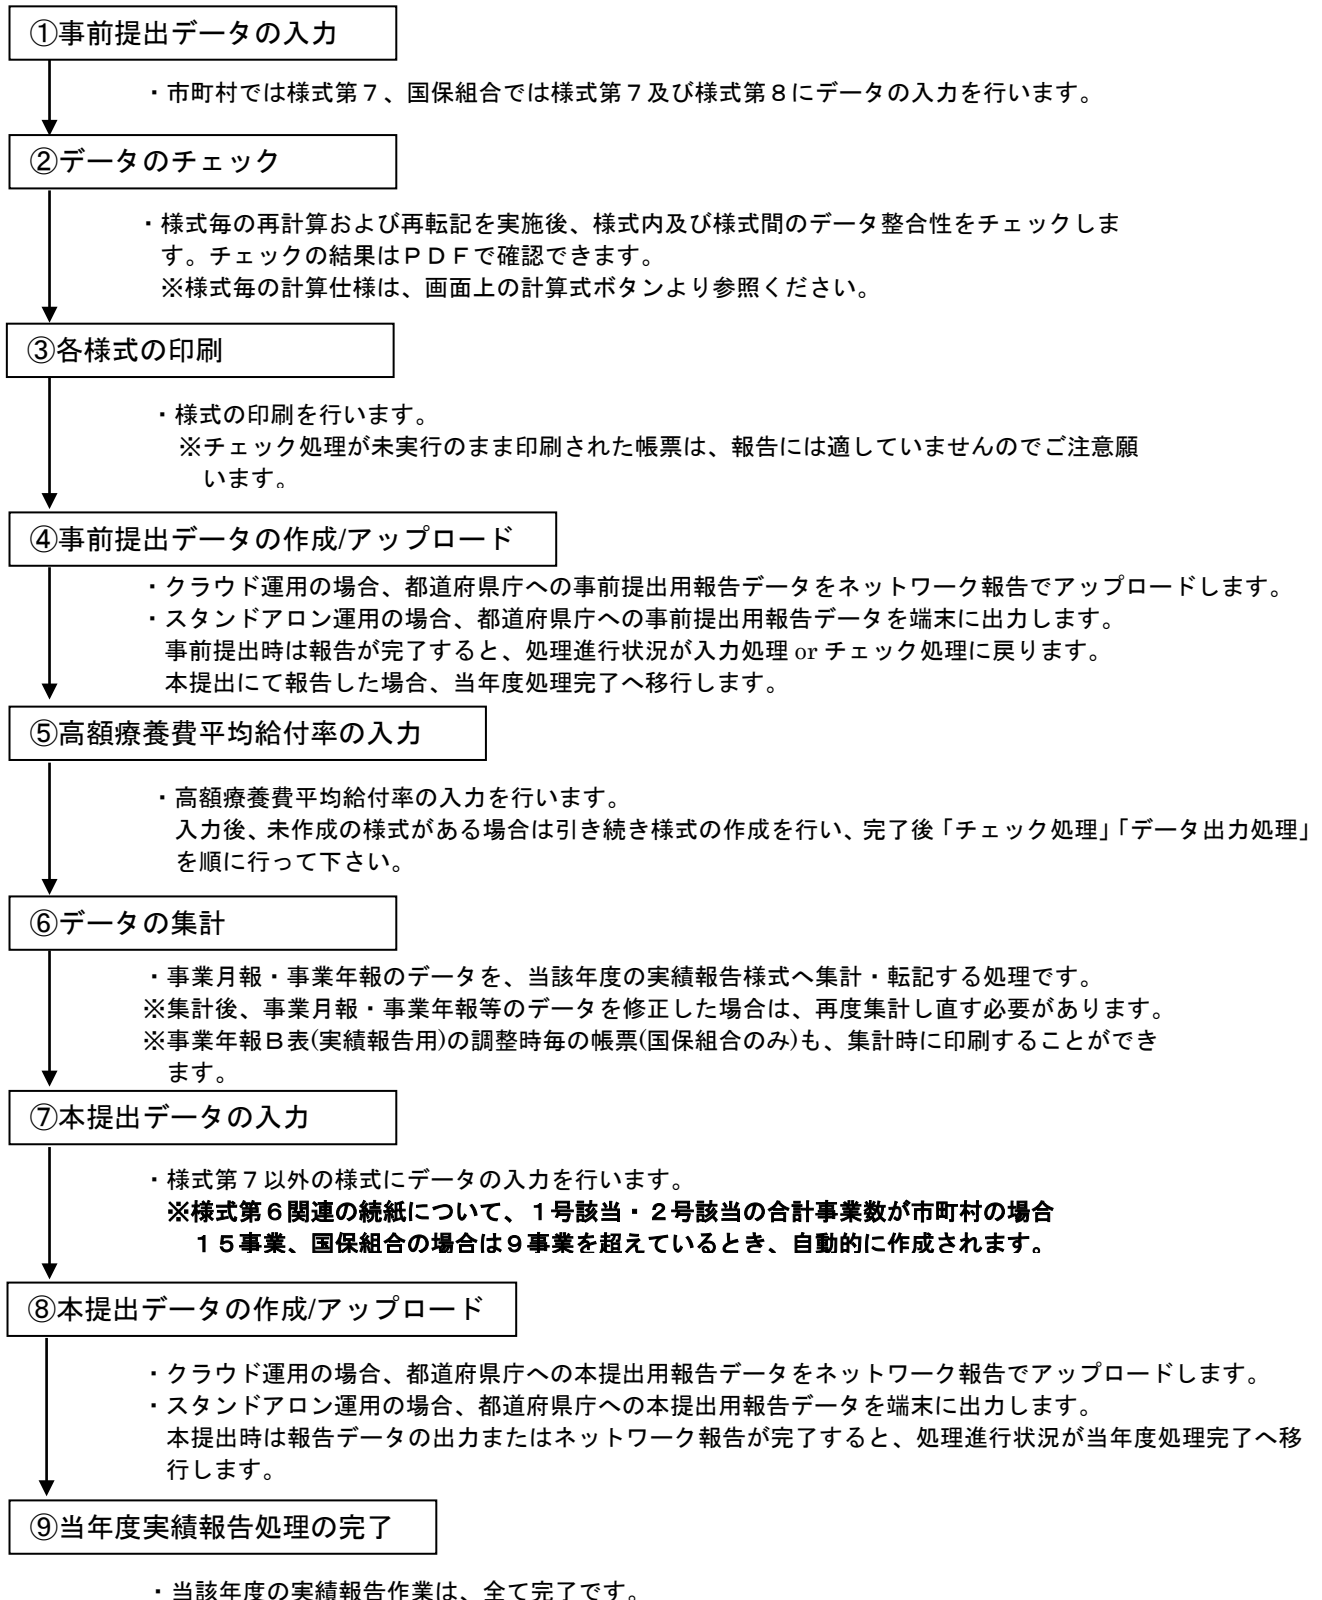 ①事前提出データの入力
・市町村では様式第７、国保組合では様式第７及び様式第８にデータの入力を行います。
②データのチェック
・様式毎の再計算および再転記を実施後、様式内及び様式間のデータ整合性をチェックしま
す。チェックの結果はＰＤＦで確認できます。
※様式毎の計算仕様は、画面上の計算式ボタンより参照ください。
③各様式の印刷
・様式の印刷を行います。
※チェック処理が未実行のまま印刷された帳票は、報告には適していませんのでご注意願
います。
④事前提出データの作成/アップロード
・クラウド運用の場合、都道府県庁への事前提出用報告データをネットワーク報告でアップロードします。
・スタンドアロン運用の場合、都道府県庁への事前提出用報告データを端末に出力します。
事前提出時は報告が完了すると、処理進行状況が入力処理 or チェック処理に戻ります。
本提出にて報告した場合、当年度処理完了へ移行します。
⑤高額療養費平均給付率の入力
・高額療養費平均給付率の入力を行います。
入力後、未作成の様式がある場合は引き続き様式の作成を行い、完了後「チェック処理」「データ出力処理」
を順に行って下さい。
⑥データの集計
・事業月報・事業年報のデータを、当該年度の実績報告様式へ集計・転記する処理です。
※集計後、事業月報・事業年報等のデータを修正した場合は、再度集計し直す必要があります。
※事業年報Ｂ表(実績報告用)の調整時毎の帳票(国保組合のみ)も、集計時に印刷することができ
ます。
⑦本提出データの入力
・様式第７以外の様式にデータの入力を行います。
※様式第６関連の続紙について、１号該当・２号該当の合計事業数が市町村の場合
１５事業、国保組合の場合は９事業を超えているとき、自動的に作成されます。
⑧本提出データの作成/アップロード
・クラウド運用の場合、都道府県庁への本提出用報告データをネットワーク報告でアップロードします。
・スタンドアロン運用の場合、都道府県庁への本提出用報告データを端末に出力します。
本提出時は報告データの出力またはネットワーク報告が完了すると、処理進行状況が当年度処理完了へ移
行します。
⑨当年度実績報告処理の完了
・当該年度の実績報告作業は、全て完了です。